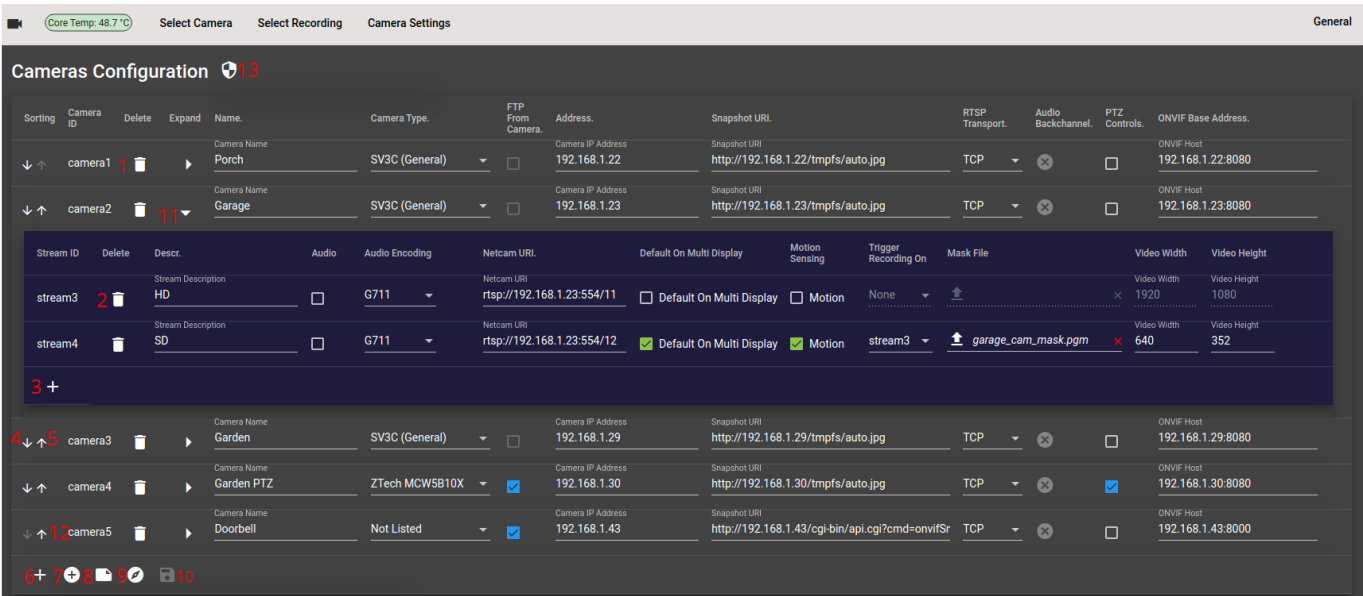 Core Temp: 48.7 °C Select Camera Select Recording Camera Settings General
Cameras Configuration 13
Sorting Camera ID Delete Expand Name. Camera Type. FTP From Camera. Address. Snapshot URI. RTSP Transport. Audio Backchannel. PTZ Controls. ONVIF Base Address.
Camera Name Camera IP Address Snapshot URI ONVIF Host
camera1 1 Porch SV3C (General) 192.168.1.22 http://192.168.1.22/tmpfs/auto.jpg TCP 192.168.1.22:8080
Camera Name Camera IP Address Snapshot URI ONVIF Host
camera2 11 Garage SV3C (General) 192.168.1.23 http://192.168.1.23/tmpfs/auto.jpg TCP 192.168.1.23:8080
Stream ID Delete Descr. Audio Audio Encoding Netcam URI. Default On Multi Display Motion Sensing Trigger Recording On Mask File Video Width Video Height
Stream Description Netcam URI Video Width Video Height
stream3 2 HD G711 rtsp://192.168.1.23:554/11 Default On Multi Display Motion None 1920 1080
Stream Description Netcam URI Video Width Video Height
stream4 SD G711 rtsp://192.168.1.23:554/12 Default On Multi Display Motion stream3 garage_cam_mask.pgm 640 352
3
Camera Name Camera IP Address Snapshot URI ONVIF Host
4 5 camera3 Garden SV3C (General) 192.168.1.29 http://192.168.1.29/tmpfs/auto.jpg TCP 192.168.1.29:8080
Camera Name Camera IP Address Snapshot URI ONVIF Host
camera4 Garden PTZ ZTech MCW5B10X 192.168.1.30 http://192.168.1.30/tmpfs/auto.jpg TCP 192.168.1.30:8080
Camera Name Camera IP Address Snapshot URI ONVIF Host
12 camera5 Doorbell Not Listed 192.168.1.43 http://192.168.1.43/cgi-bin/api.cgi?cmd=onvifSr TCP 192.168.1.43:8000
6 7 8 9 10